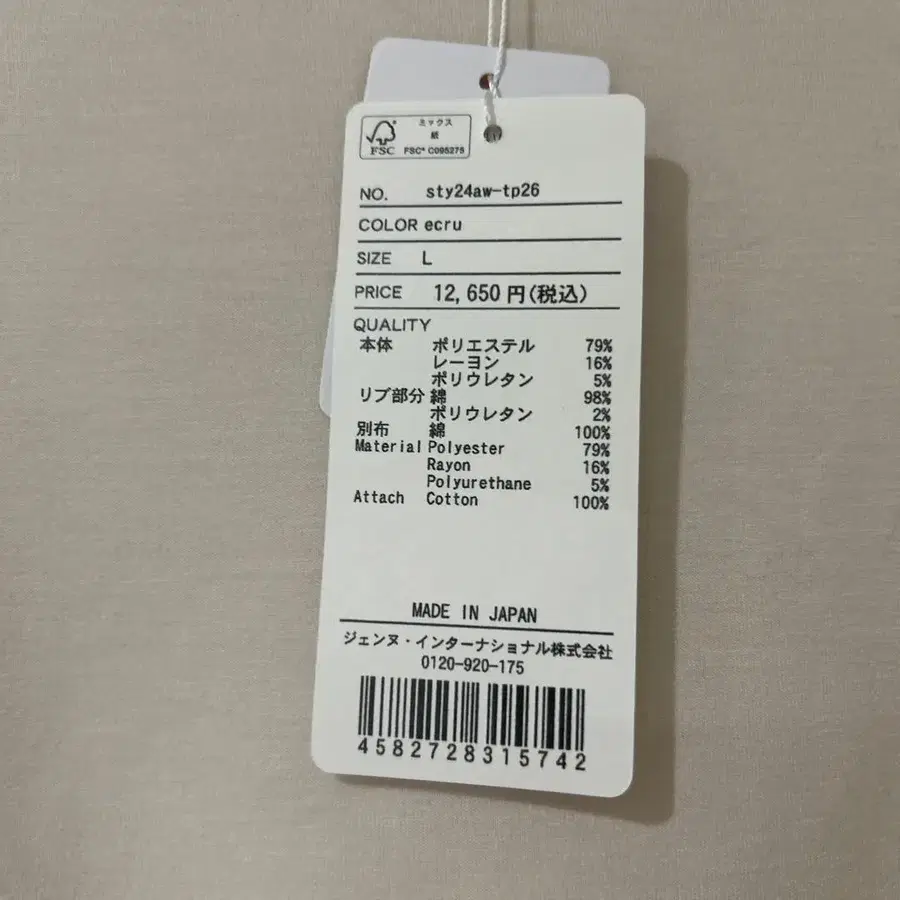 ミックス
紙
FSC® C095275
FSC
NO. sty24aw-tp26
COLOR ecru
SIZE L
PRICE 12,650円(税込)
QUALITY
本体 ポリエステル 79%
レーヨン 16%
ポリウレタン 5%
リブ部分 綿 98%
ポリウレタン 2%
別布 綿 100%
Material Polyester 79%
Rayon 16%
Polyurethane 5%
Attach Cotton 100%
MADE IN JAPAN
ジェンヌ・インターナショナル株式会社
0120-920-175
4582728315742